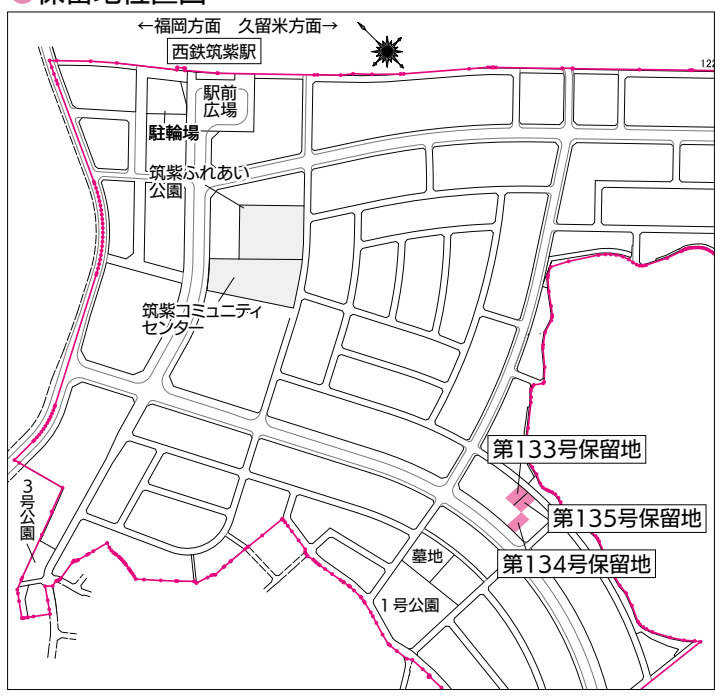 ●保留地位置図
←福岡方面 久留米方面→
西鉄筑紫駅
122
駅前
広場
駐輪場
筑紫ふれあい
公園
筑紫コミュニティ
センター
第133号保留地
第135号保留地
第134号保留地
3号公園
墓地
1号公園